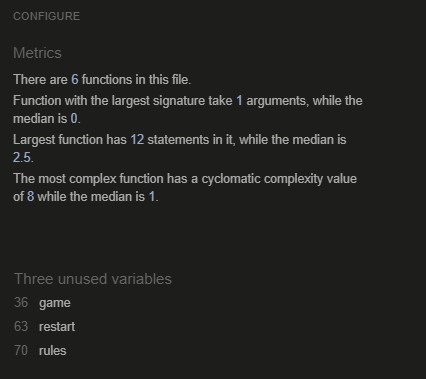 CONFIGURE
Metrics
There are 6 functions in this file.
Function with the largest signature take 1 arguments, while the
median is 0.
Largest function has 12 statements in it, while the median is
2.5.
The most complex function has a cyclomatic complexity value
of 8 while the median is 1.
Three unused variables
36 game
63 restart
70 rules